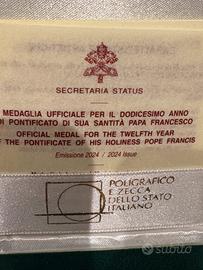 SECRETARIA STATUS
MEDAGLIA UFFICIALE PER IL DODICESIMO ANNO
DI PONTIFICATO DI SUA SANTITÀ PAPA FRANCESCO
OFFICIAL MEDAL FOR THE TWELFTH YEAR
OF THE PONTIFICATE OF HIS HOLINESS POPE FRANCIS
Emissione 2024 / 2024 Issue
POLIGRAFICO
E ZECCA
DELLO STATO
ITALIANO
subito